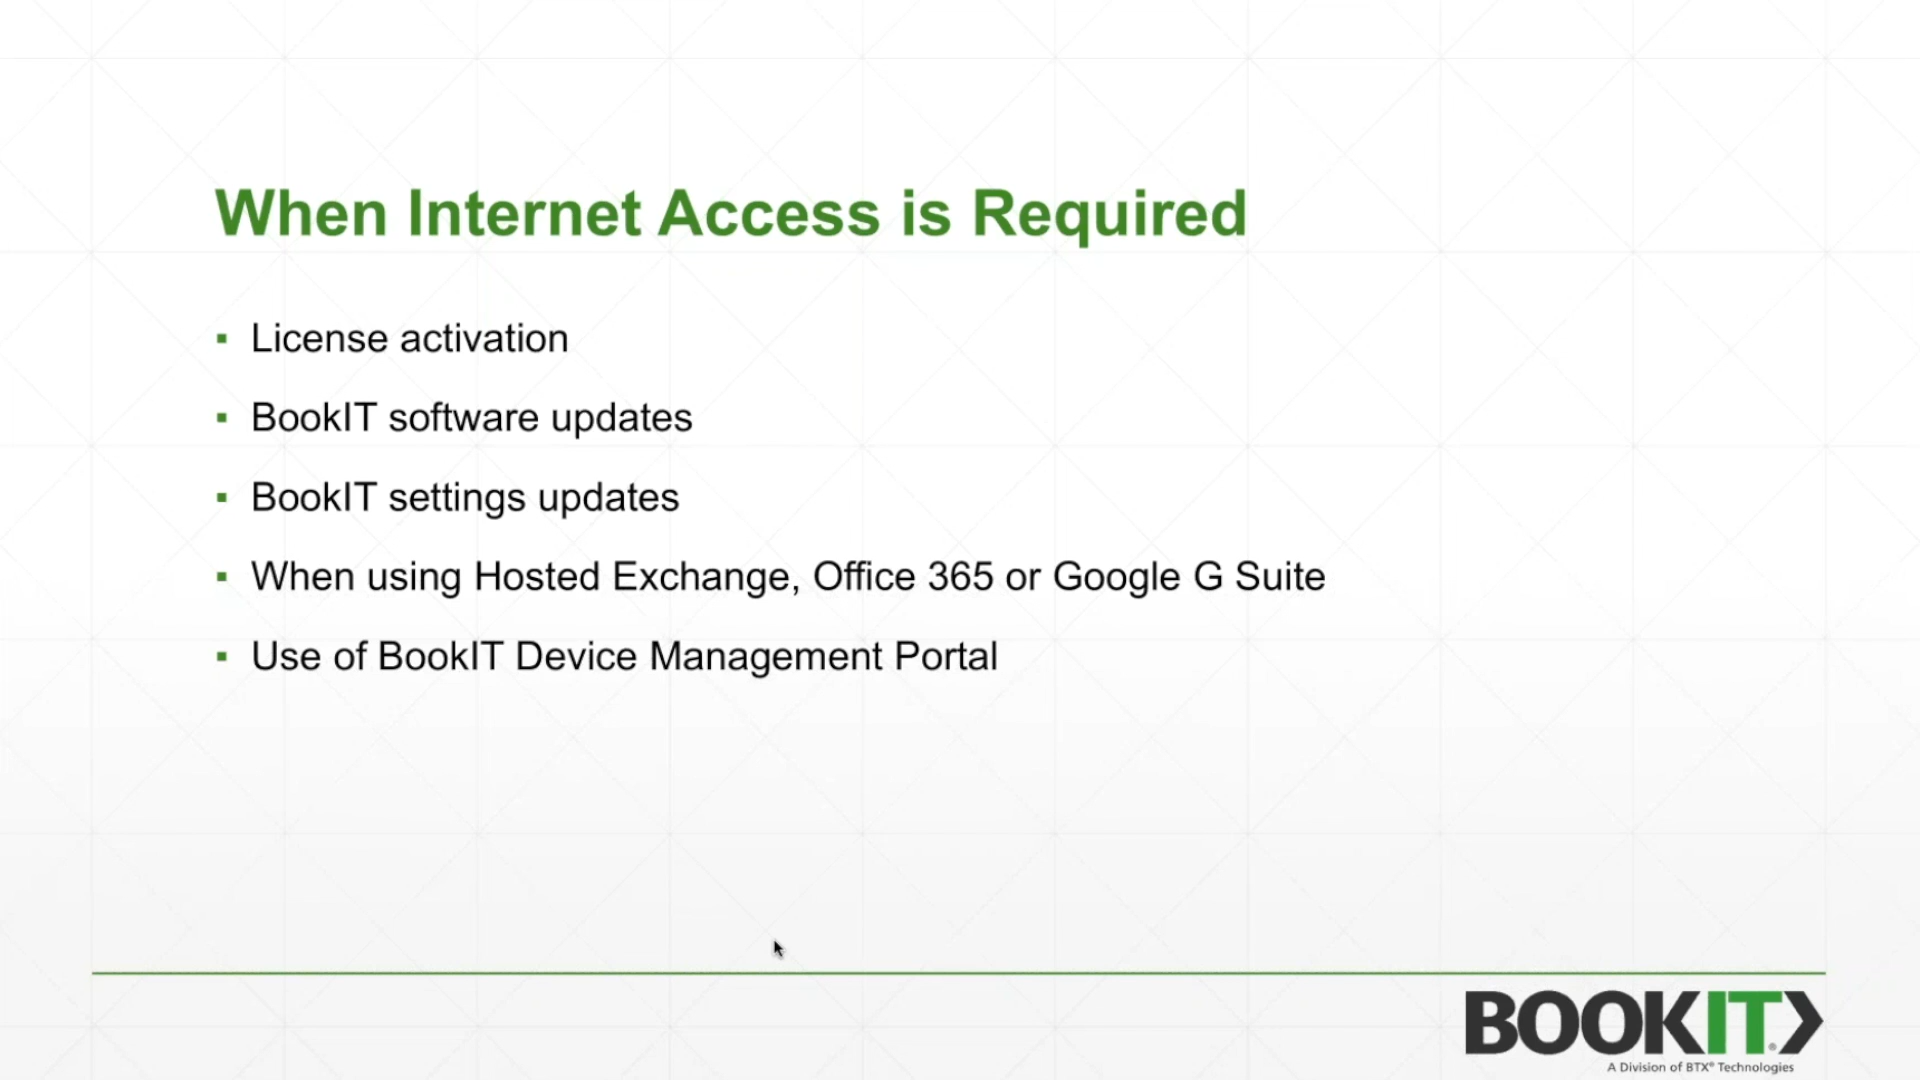 When Internet Access is Required
▪ License activation
▪ BookIT software updates
▪ BookIT settings updates
▪ When using Hosted Exchange, Office 365 or Google G Suite
▪ Use of BookIT Device Management Portal
BOOKIT®
A Division of BTX® Technologies